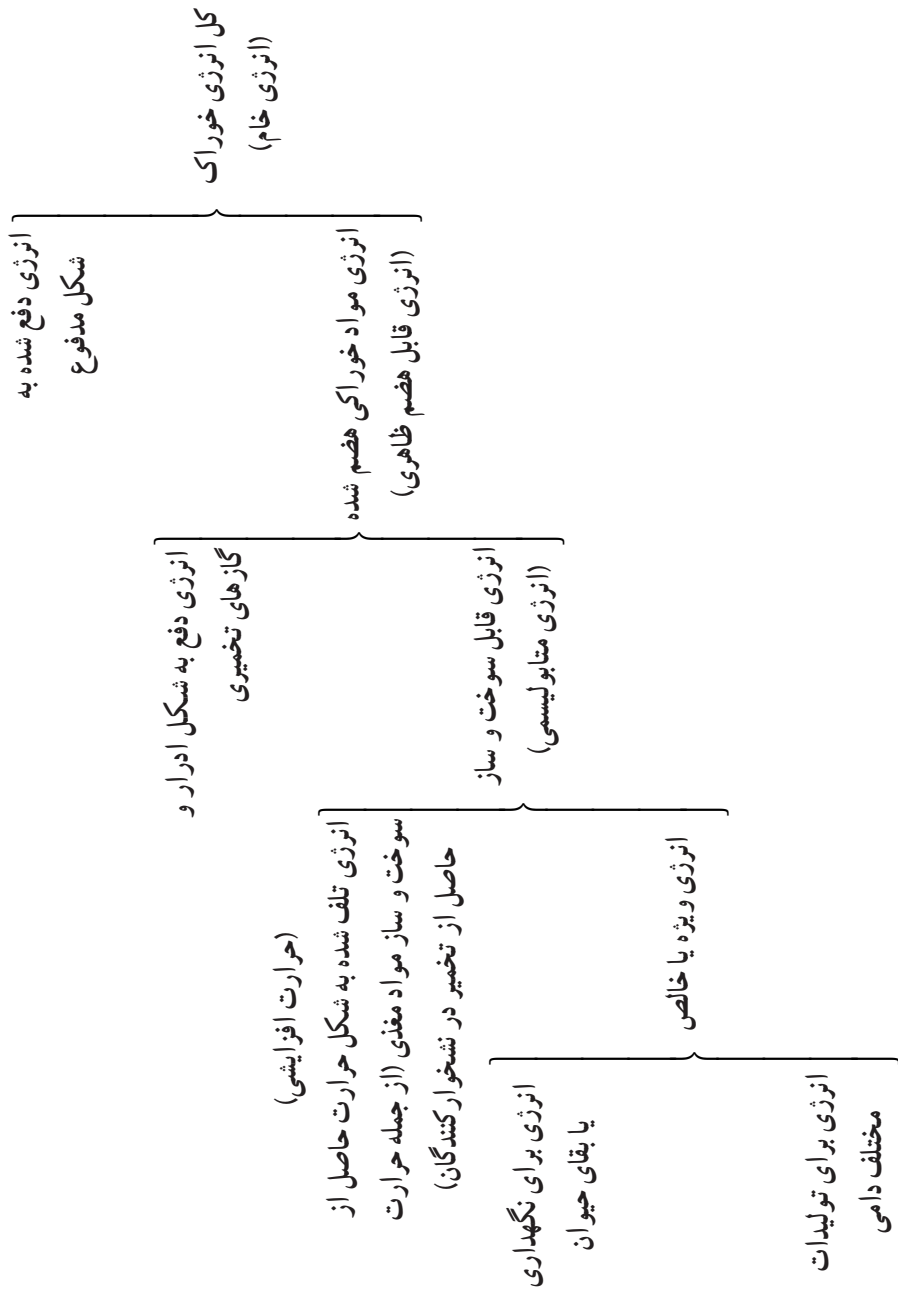 کل انرژی خوراک
(انرژی خام)
انرژی دفع شده به
شکل مدفوع
انرژی مواد خوراکی هضم شده
(انرژی قابل هضم ظاهری)
انرژی دفع به شکل ادرار و
گازهای تخمیری
انرژی قابل سوخت و ساز
(انرژی متابولیسمی)
(حرارت افزایشی)
انرژی تلف شده به شکل حرارت حاصل از
سوخت و ساز مواد مغذی (از جمله حرارت
حاصل از تخمیر در نشخوارکنندگان)
انرژی ویژه یا خالص
انرژی برای نگهداری
یا بقای حیوان
انرژی برای تولیدات
مختلف دامی